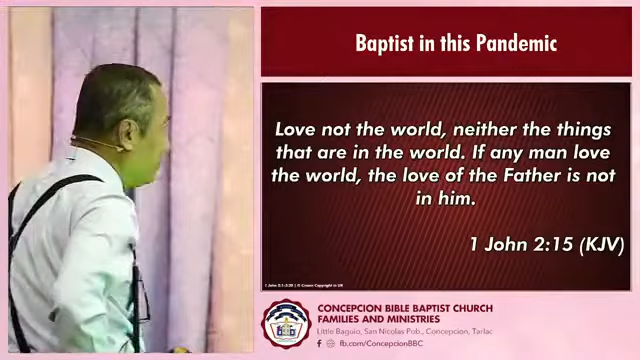 Baptist in this Pandemic
Love not the world, neither the things
that are in the world. If any man love
the world, the love of the Father is not
in him.
1 John 2:15 (KJV)
CONCEPCION BIBLE BAPTIST CHURCH
FAMILIES AND MINISTRIES
Little Baguio, San Nicolas Pob., Concepcion, Tarlac
fb.com/ConcepcionBBC